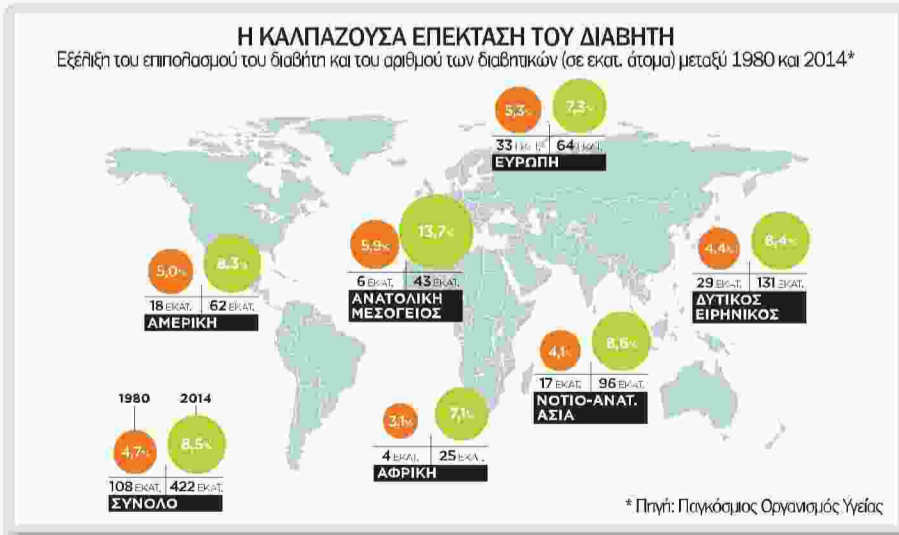 Η ΚΑΛΠΑΖΟΥΣΑ ΕΠΕΚΤΑΣΗ ΤΟΥ ΔΙΑΒΗΤΗ
Εξέλιξη του επιπολασμού του διαβήτη και του αριθμού των διαβητικών (σε εκατ. άτομα) μεταξύ 1980 και 2014*
5,3% 7,3%
33 ΕΚΑΤ. 64 ΕΚΑΤ.
ΕΥΡΩΠΗ
5,0% 8,3%
18 ΕΚΑΤ. 62 ΕΚΑΤ.
ΑΜΕΡΙΚΗ
5,9% 13,7%
6 ΕΚΑΤ. 43 ΕΚΑΤ.
ΑΝΑΤΟΛΙΚΗ
ΜΕΣΟΓΕΙΟΣ
4,4% 8,4%
29 ΕΚΑΤ. 131 ΕΚΑΤ.
ΔΥΤΙΚΟΣ
ΕΙΡΗΝΙΚΟΣ
4,1% 8,6%
17 ΕΚΑΤ. 96 ΕΚΑΤ.
ΝΟΤΙΟ-ΑΝΑΤ.
ΑΣΙΑ
3,1% 7,1%
4 ΕΚΑΤ. 25 ΕΚΑΤ.
ΑΦΡΙΚΗ
1980 2014
4,7% 8,5%
108 ΕΚΑΤ. 422 ΕΚΑΤ.
ΣΥΝΟΛΟ
* Πηγή: Παγκόσμιος Οργανισμός Υγείας